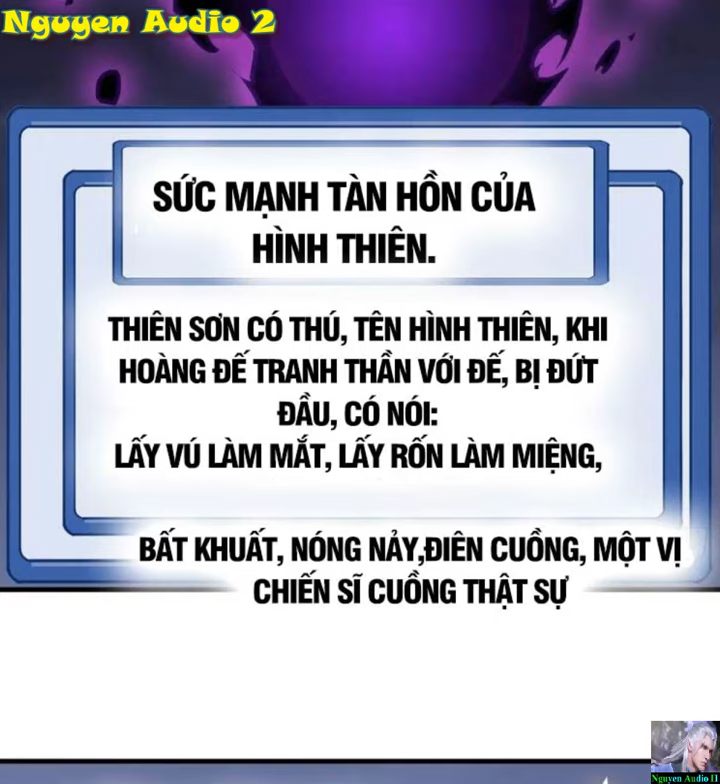 Nguyen Audio 2
SỨC MẠNH TÀN HỒN CỦA
HÌNH THIÊN.
THIÊN SƠN CÓ THÚ, TÊN HÌNH THIÊN, KHI
HOÀNG ĐẾ TRANH THẦN VỚI ĐẾ, BỊ ĐỨT
ĐẦU, CÓ NÓI:
LẤY VÚ LÀM MẮT, LẤY RỐN LÀM MIỆNG,
BẤT KHUẤT, NÓNG NẢY,ĐIÊN CUỒNG, MỘT VỊ
CHIẾN SĨ CUỒNG THẬT SỰ
Nguyen Audio 11